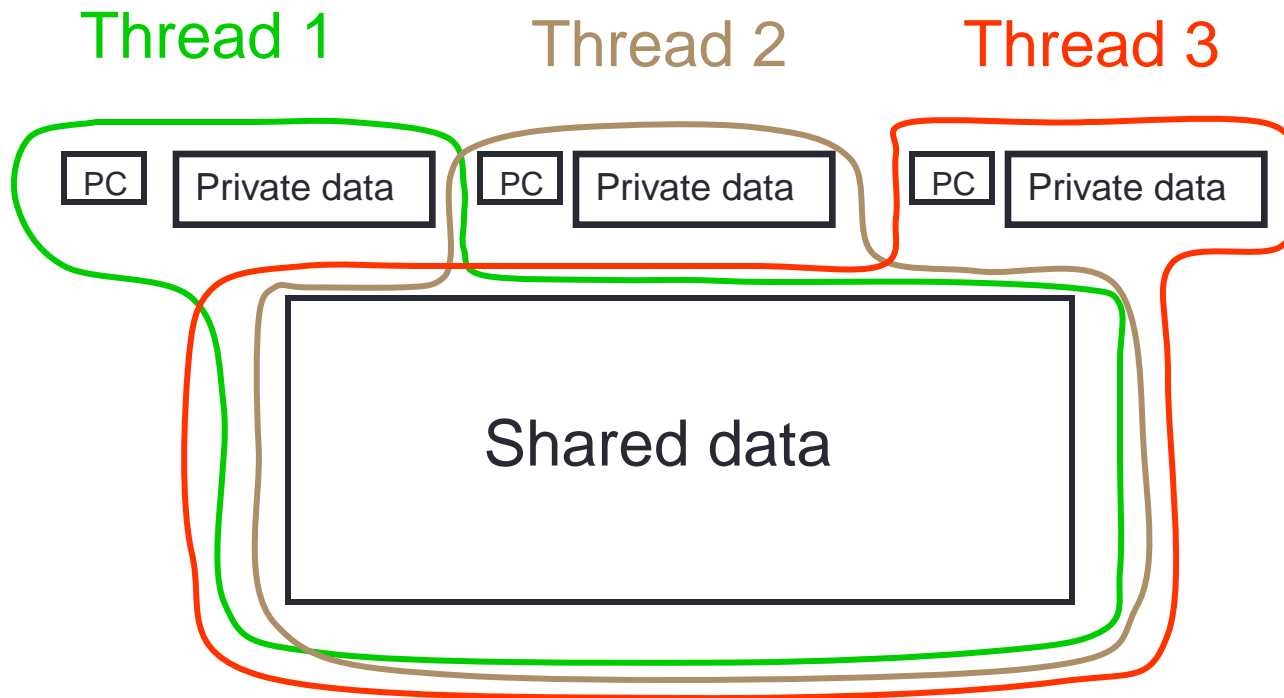 Thread 1
Thread 2
Thread 3
PC
Private data
PC
Private data
PC
Private data
Shared data